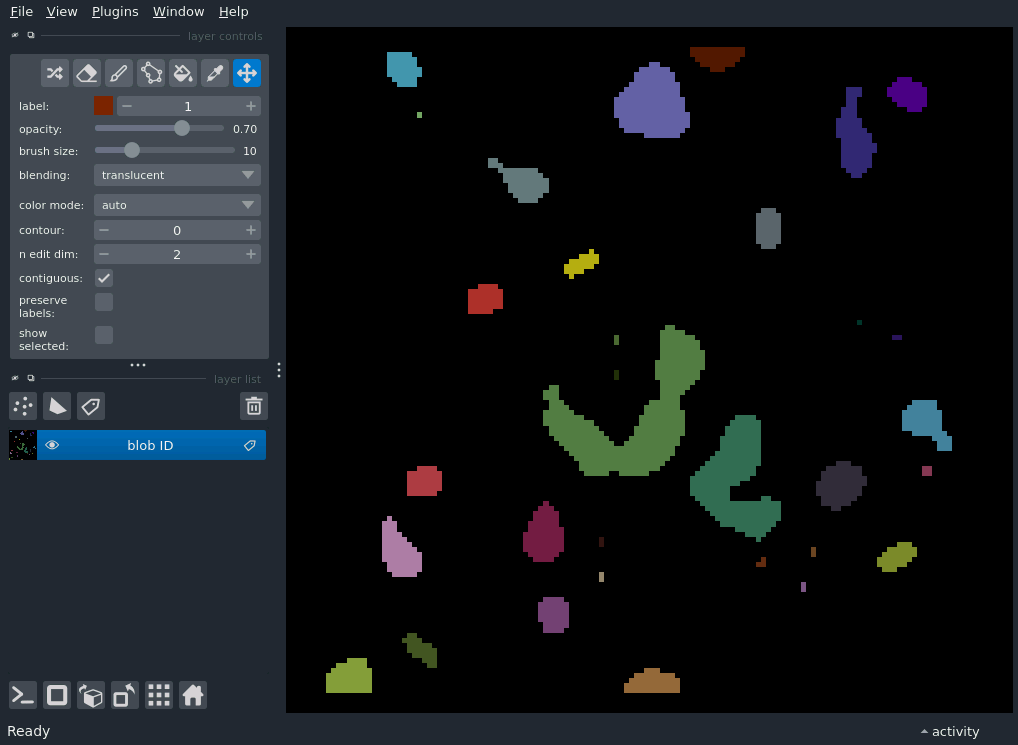 File View Plugins Window Help
layer controls
label: 1
opacity: 0.70
brush size: 10
blending: translucent
color mode: auto
contour: 0
n edit dim: 2
contiguous:
preserve
labels:
show
selected:
layer list
blob ID
Ready activity